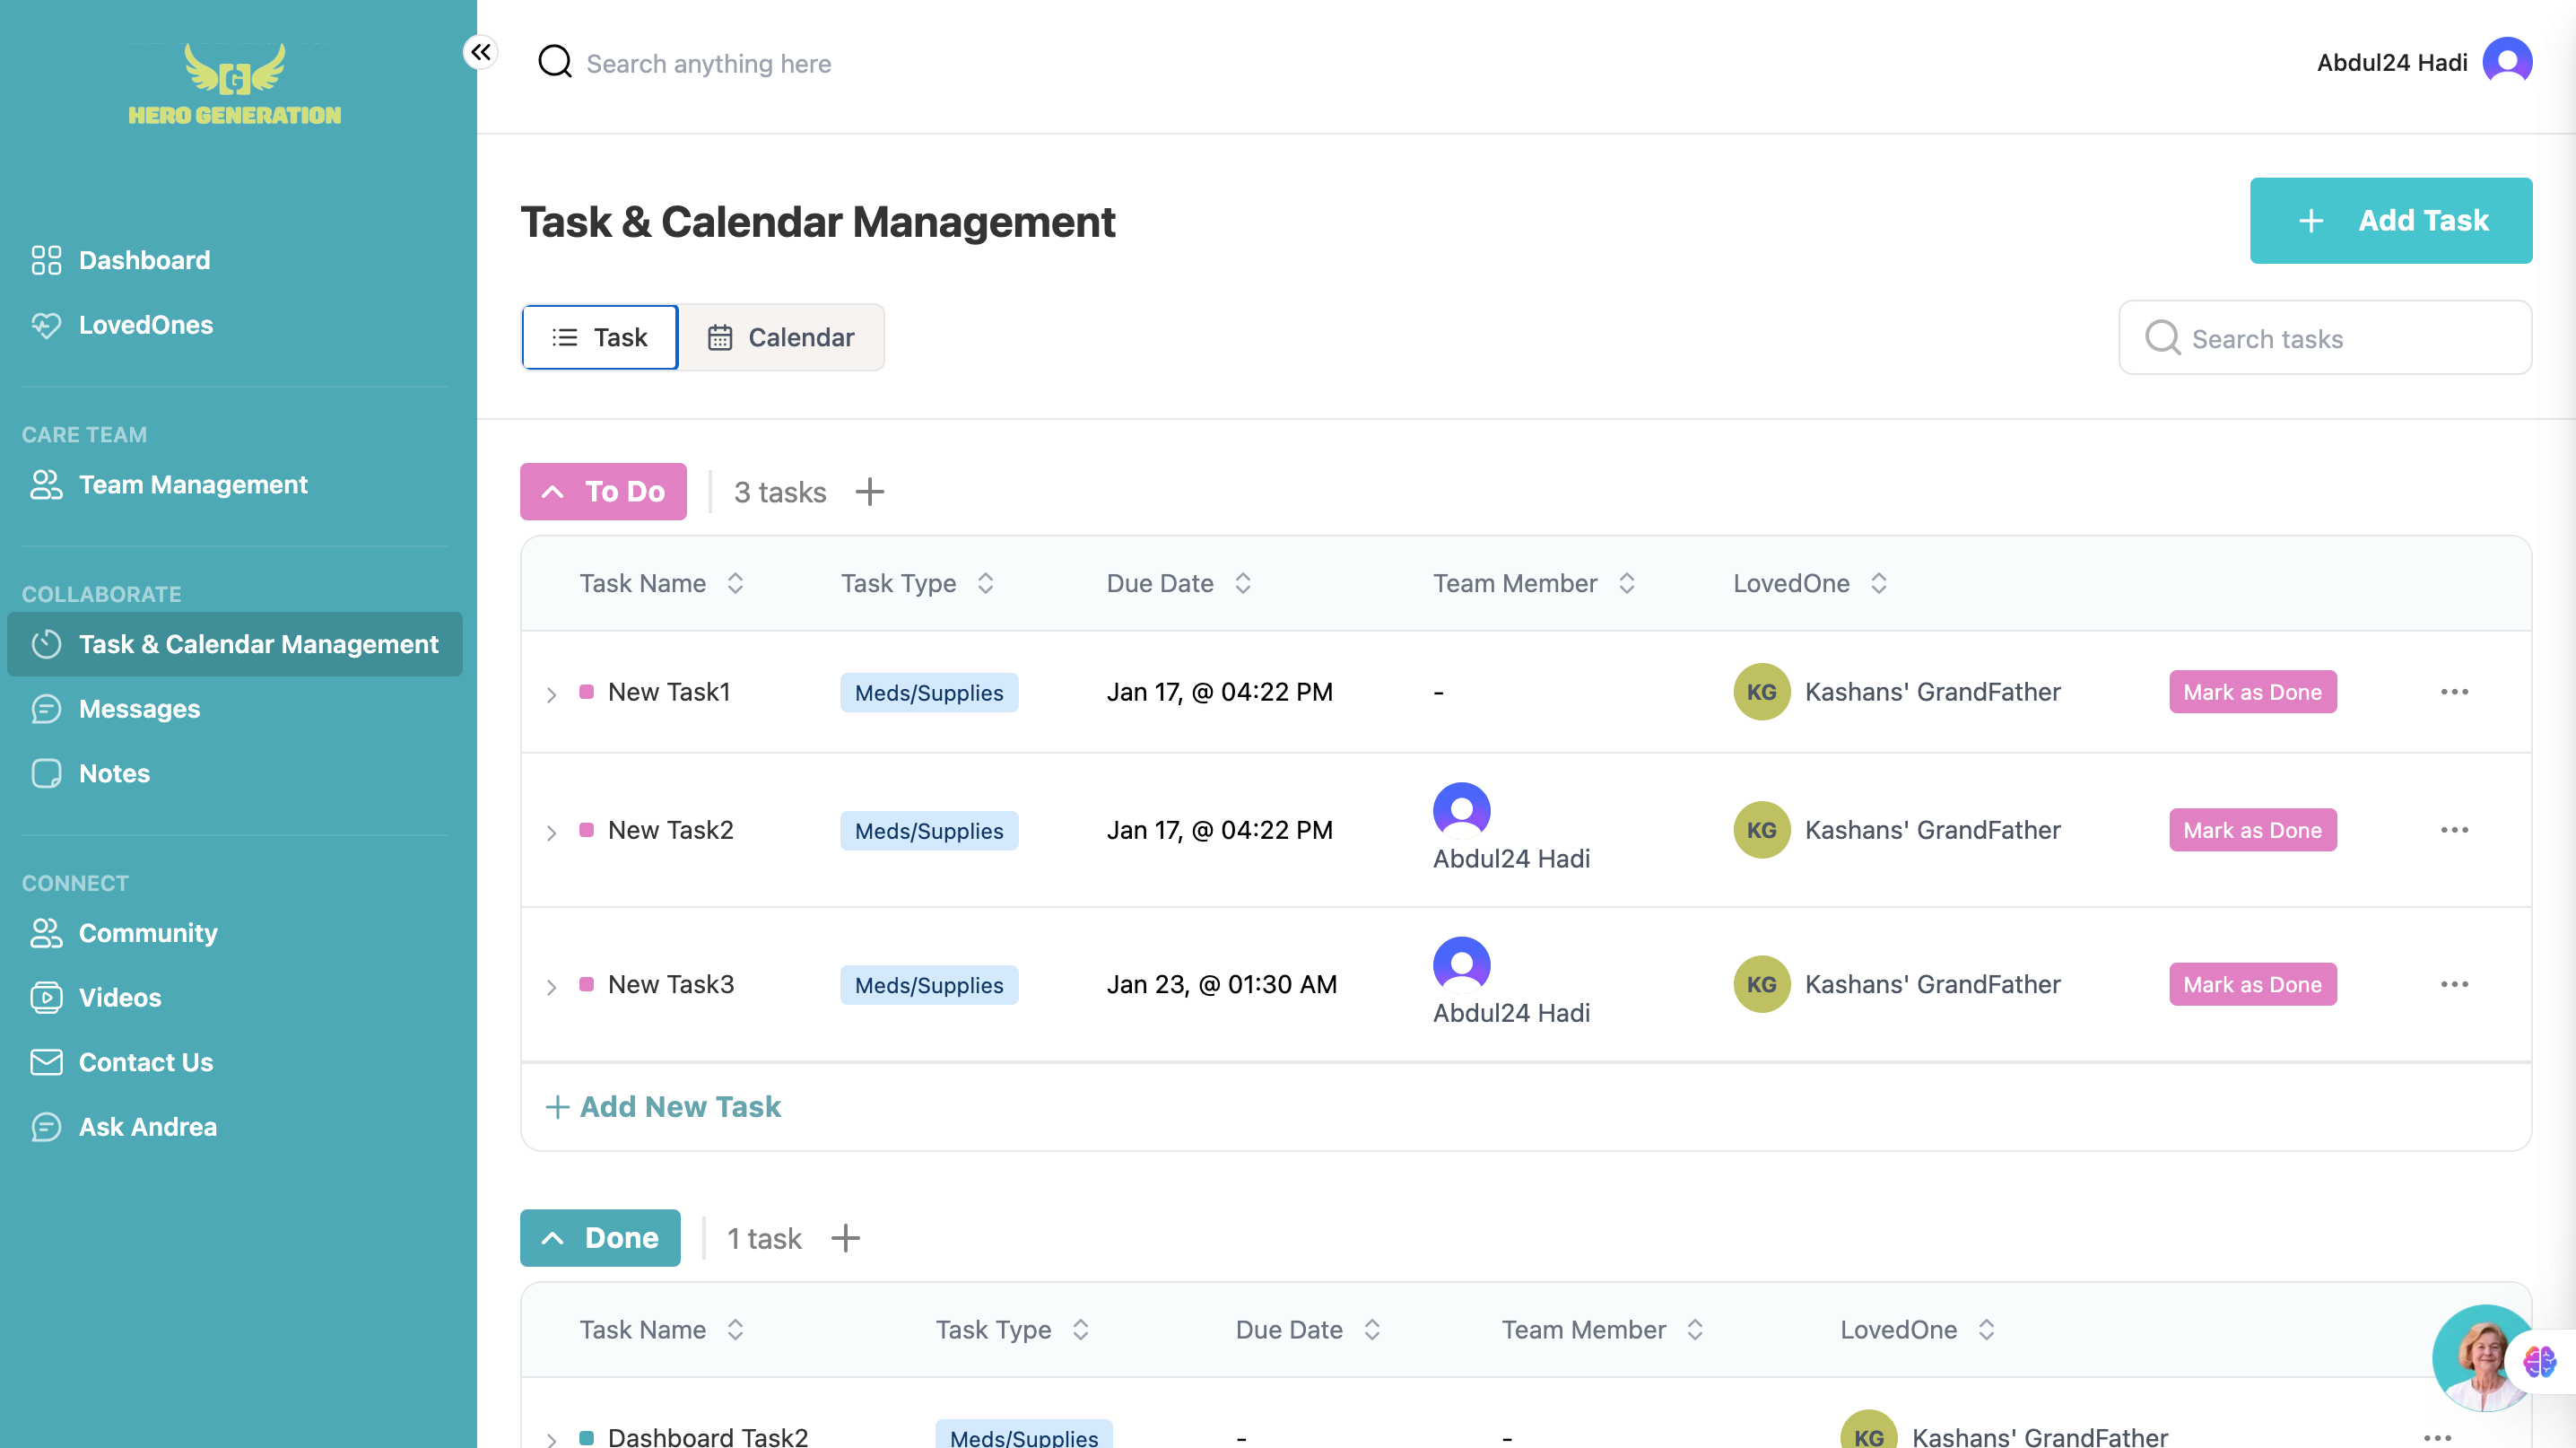 HERO GENERATION
Dashboard
LovedOnes
CARE TEAM
Team Management
COLLABORATE
Task & Calendar Management
Messages
Notes
CONNECT
Community
Videos
Contact Us
Ask Andrea
Search anything here
Abdul24 Hadi
Task & Calendar Management
+ Add Task
Task Calendar
Search tasks
To Do 3 tasks +
Task Name Task Type Due Date Team Member LovedOne
New Task1 Meds/Supplies Jan 17, @ 04:22 PM - KG Kashans' GrandFather Mark as Done ...
New Task2 Meds/Supplies Jan 17, @ 04:22 PM Abdul24 Hadi KG Kashans' GrandFather Mark as Done ...
New Task3 Meds/Supplies Jan 23, @ 01:30 AM Abdul24 Hadi KG Kashans' GrandFather Mark as Done ...
+ Add New Task
Done 1 task +
Task Name Task Type Due Date Team Member LovedOne
Dashboard Task2 Meds/Supplies - - KG Kashans' GrandFather ...